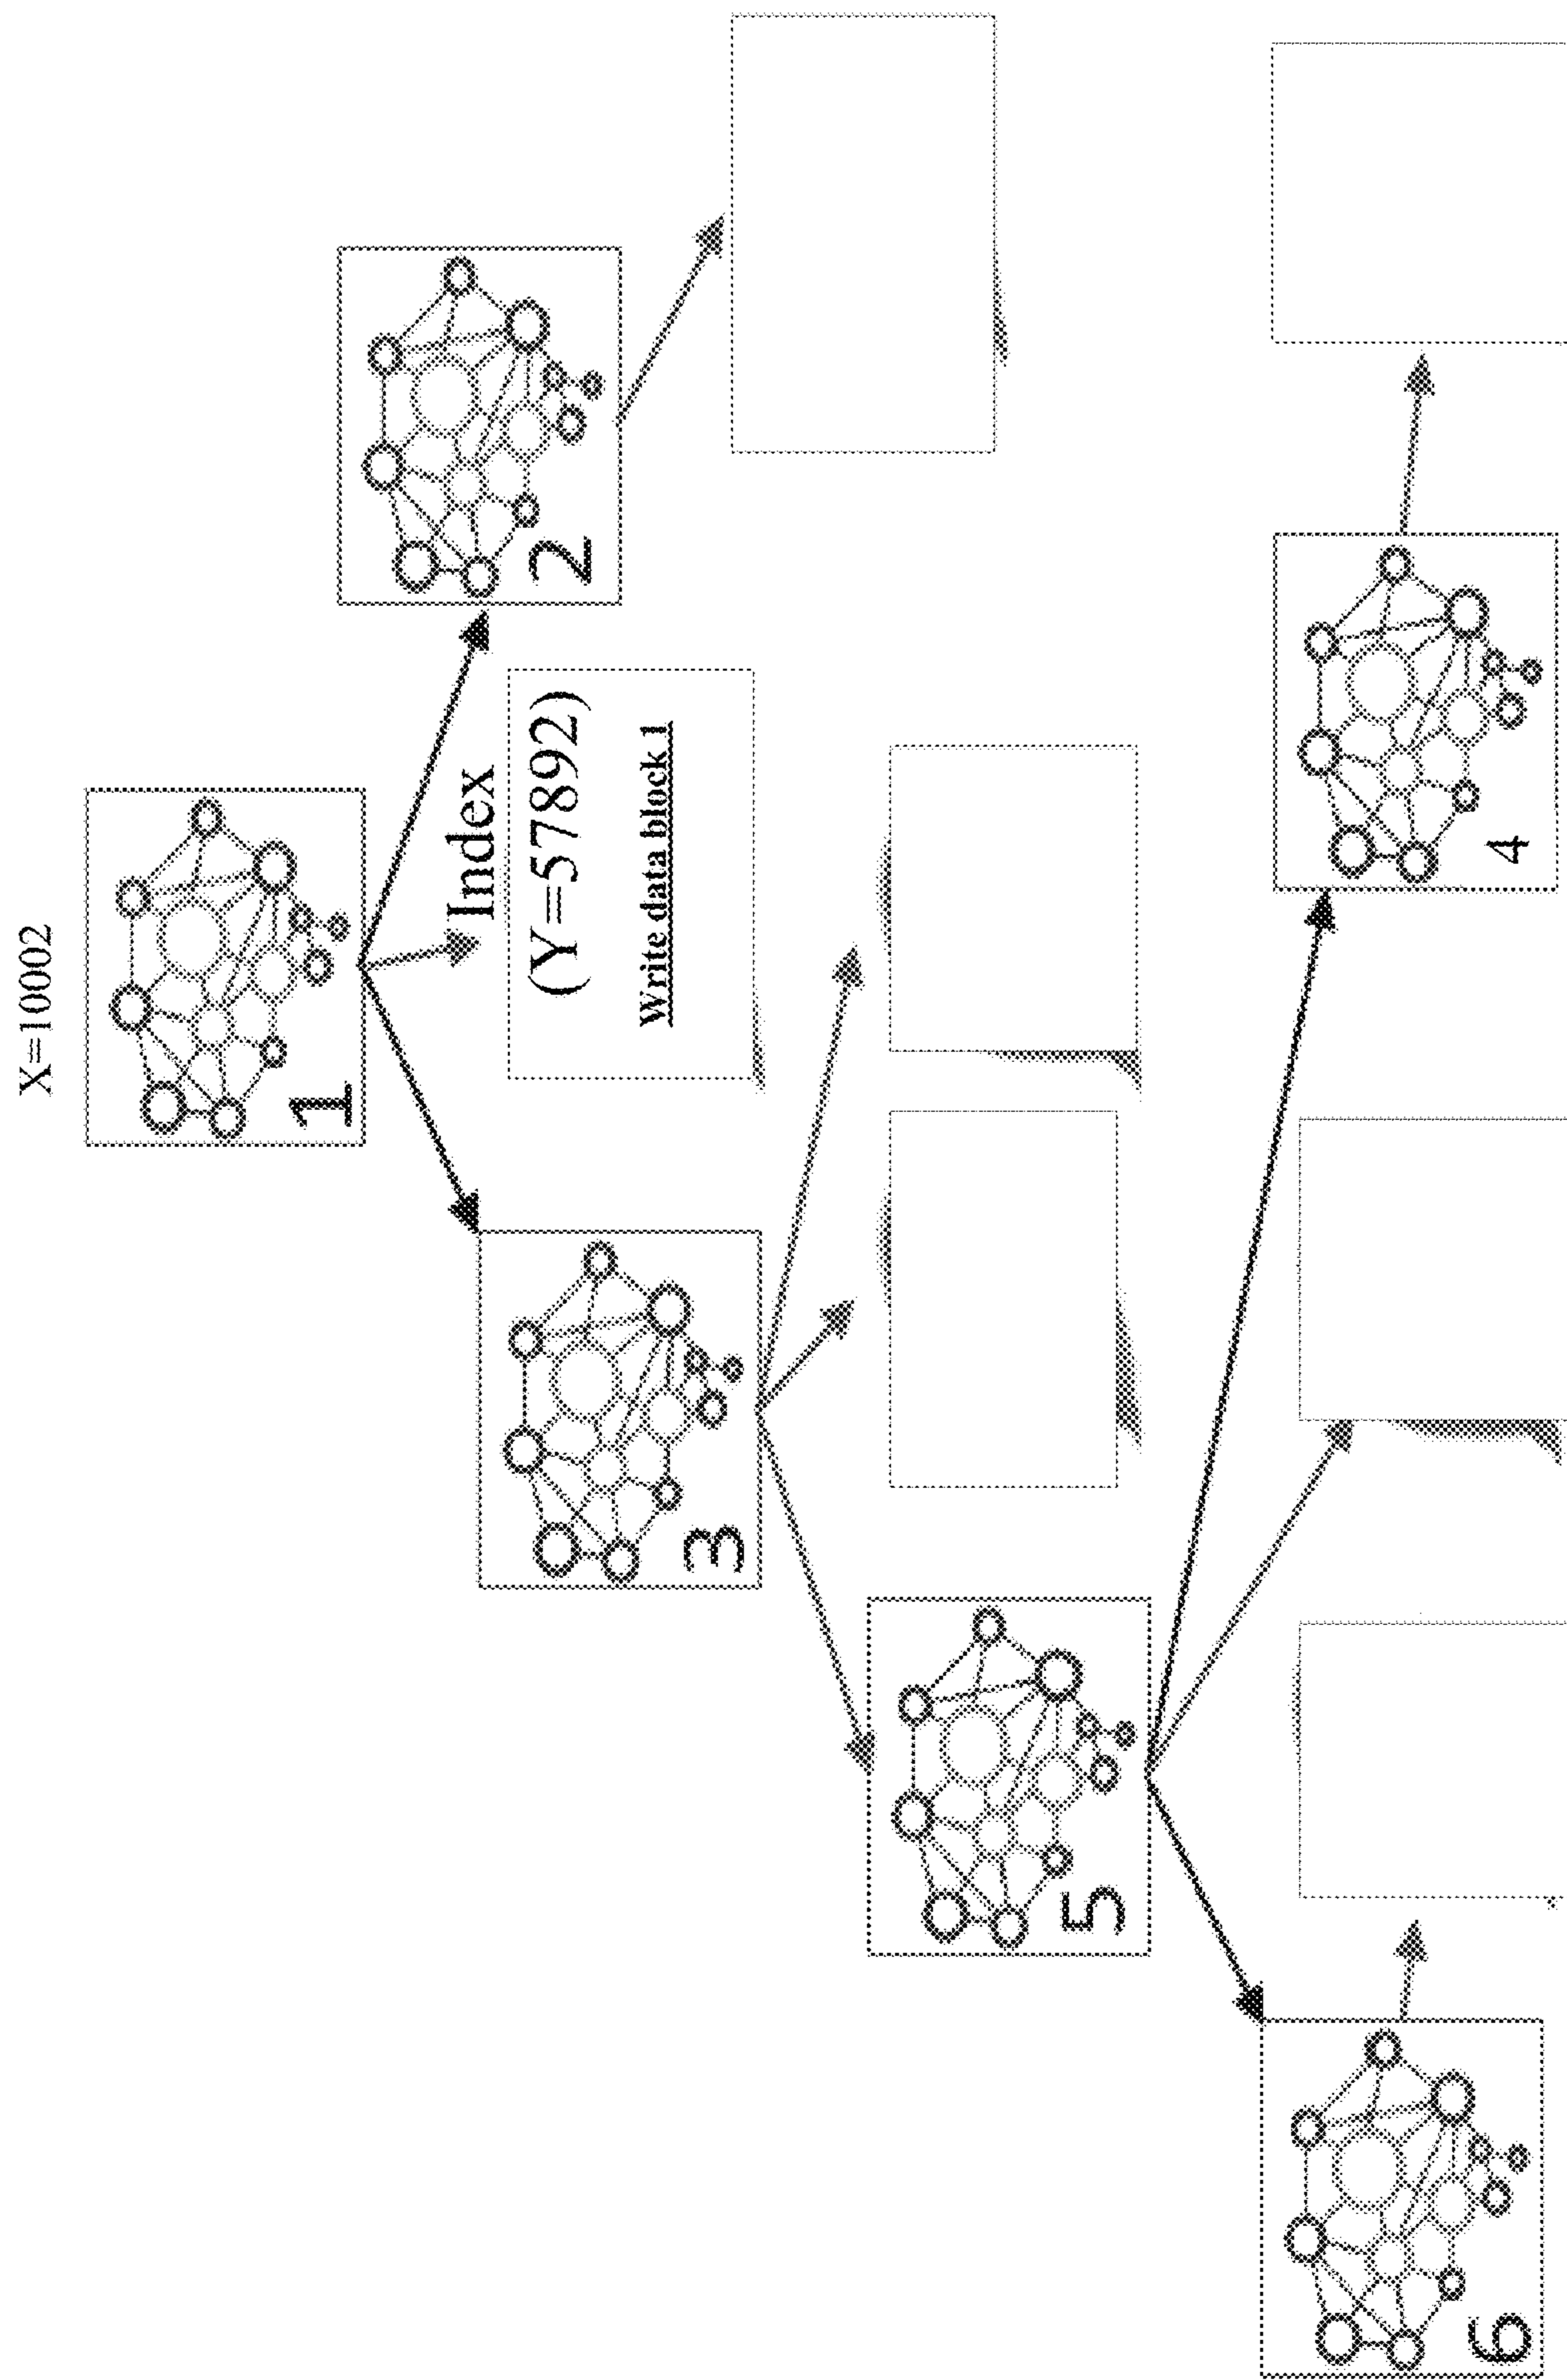 X=10002
1
2
Index
(Y=57892)
Write data block 1
3
5
4
6